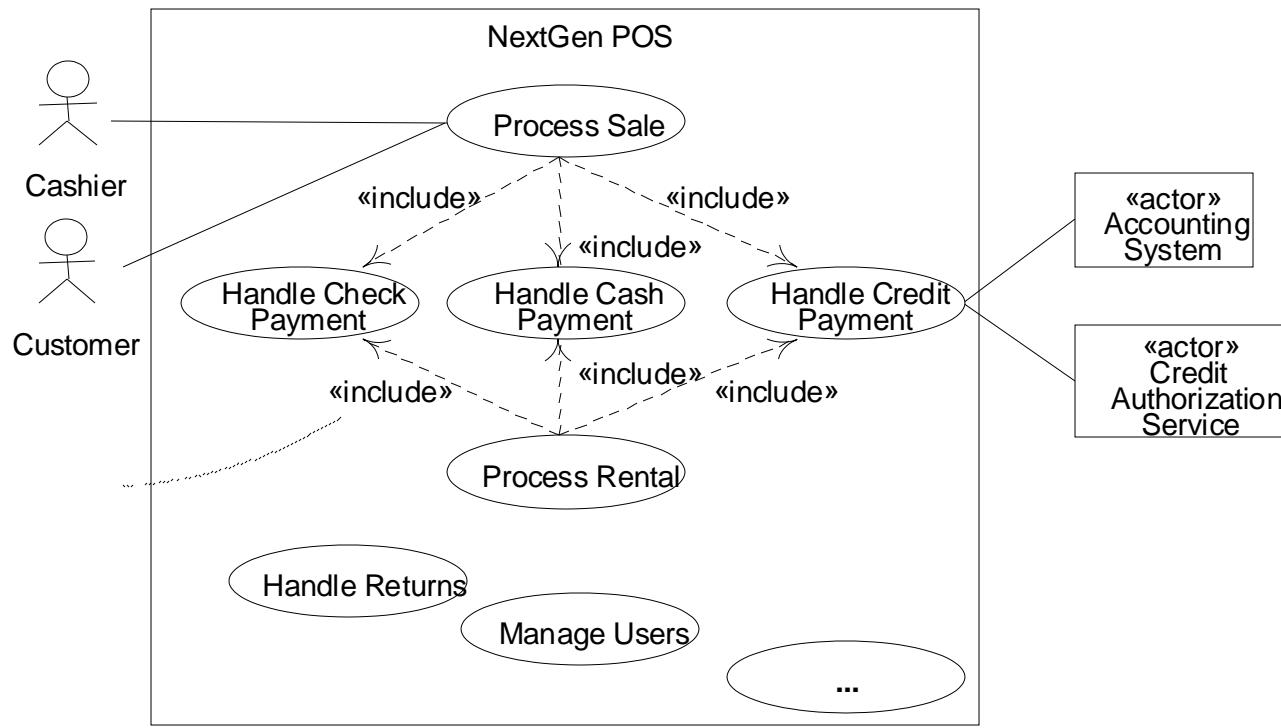 NextGen POS
Process Sale
Cashier
«include»
«include»
«include»
«actor»
Accounting
System
Handle Check
Payment
Handle Cash
Payment
Handle Credit
Payment
Customer
«include»
«include»
«include»
«actor»
Credit
Authorization
Service
Process Rental
Handle Returns
Manage Users
...